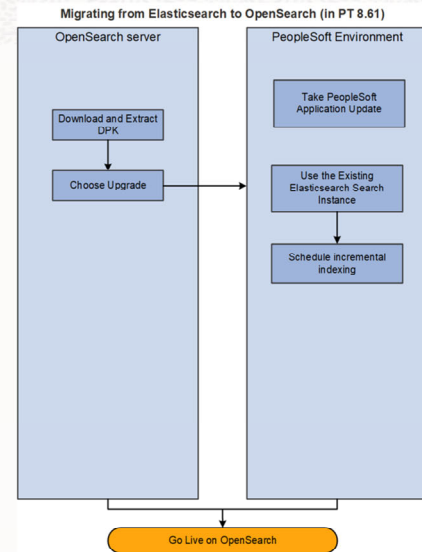 Migrating from Elasticsearch to OpenSearch (in PT 8.61)
OpenSearch server
Download and Extract
DPK
Choose Upgrade
PeopleSoft Environment
Take PeopleSoft
Application Update
Use the Existing
Elasticsearch Search
Instance
Schedule incremental
indexing
Go Live on OpenSearch